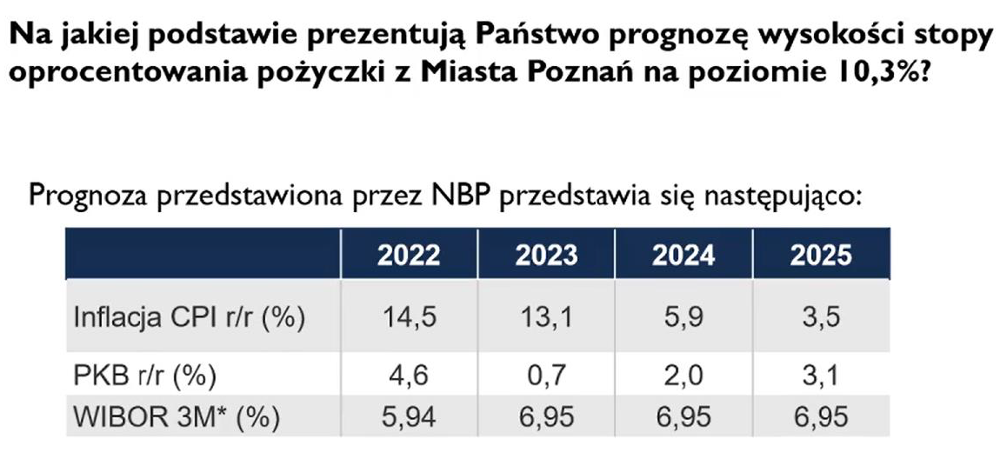 Na jakiej podstawie prezentują Państwo prognozę wysokości stopy
oprocentowania pożyczki z Miasta Poznań na poziomie 10,3%?
Prognoza przedstawiona przez NBP przedstawia się następująco:
2022 2023 2024 2025
Inflacja CPI r/r (%) 14,5 13,1 5,9 3,5
PKB r/r (%) 4,6 0,7 2,0 3,1
WIBOR 3M* (%) 5,94 6,95 6,95 6,95